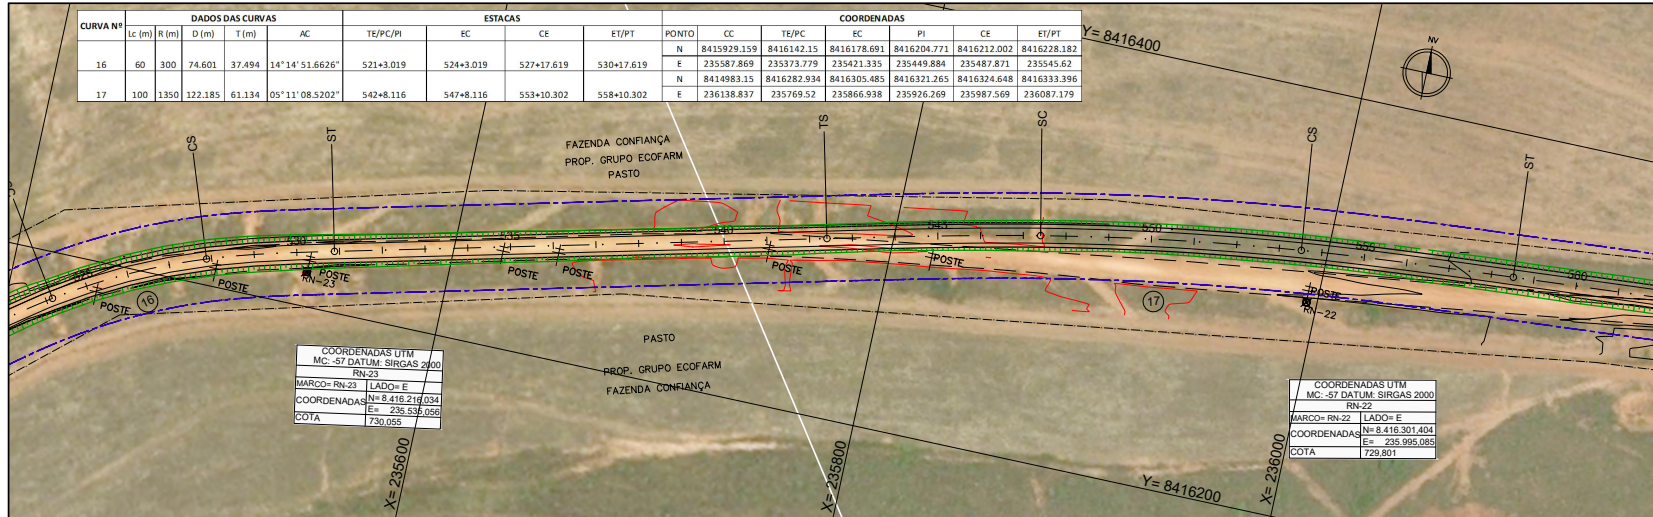 CURVA Nº DADOS DAS CURVAS ESTACAS COORDENADAS
Lc (m) R (m) D (m) T (m) AC TE/PC/PI EC CE ET/PT PONTO CC TE/PC EC PI CE ET/PT
16 60 300 74.601 37.494 14°14'51.6626" 521+3.019 524+3.019 527+17.619 530+17.619 N 8415929.159 8416142.15 8416178.691 8416204.771 8416212.002 8416228.182
E 235587.869 235373.779 235421.335 235449.884 235487.871 235545.62
17 100 1350 122.185 61.134 05°11'08.5202" 542+8.116 547+8.116 553+10.302 558+10.302 N 8414983.15 8416282.934 8416305.485 8416321.265 8416324.648 8416333.396
E 236138.837 235769.52 235866.938 235926.269 235987.569 236087.179
Y= 8416400
NV
CS
ST
TS
SC
CS
ST
FAZENDA CONFIANÇA
PROP. GRUPO ECOFARM
PASTO
530
540
545
550
POSTE
16
POSTE
POSTE
RN-23
POSTE
POSTE
POSTE
POSTE
17
POSTE
RN-22
560
PASTO
PROP. GRUPO ECOFARM
FAZENDA CONFIANÇA
COORDENADAS UTM
MC: -57 DATUM: SIRGAS 2000
RN-23
MARCO= RN-23 LADO= E
COORDENADAS N= 8.416.216,034
E= 235.535,056
COTA 730,055
COORDENADAS UTM
MC: -57 DATUM: SIRGAS 2000
RN-22
MARCO= RN-22 LADO= E
COORDENADAS N= 8.416.301,404
E= 235.995,085
COTA 729,801
X= 235600
X= 235800
Y= 8416200
X= 236000